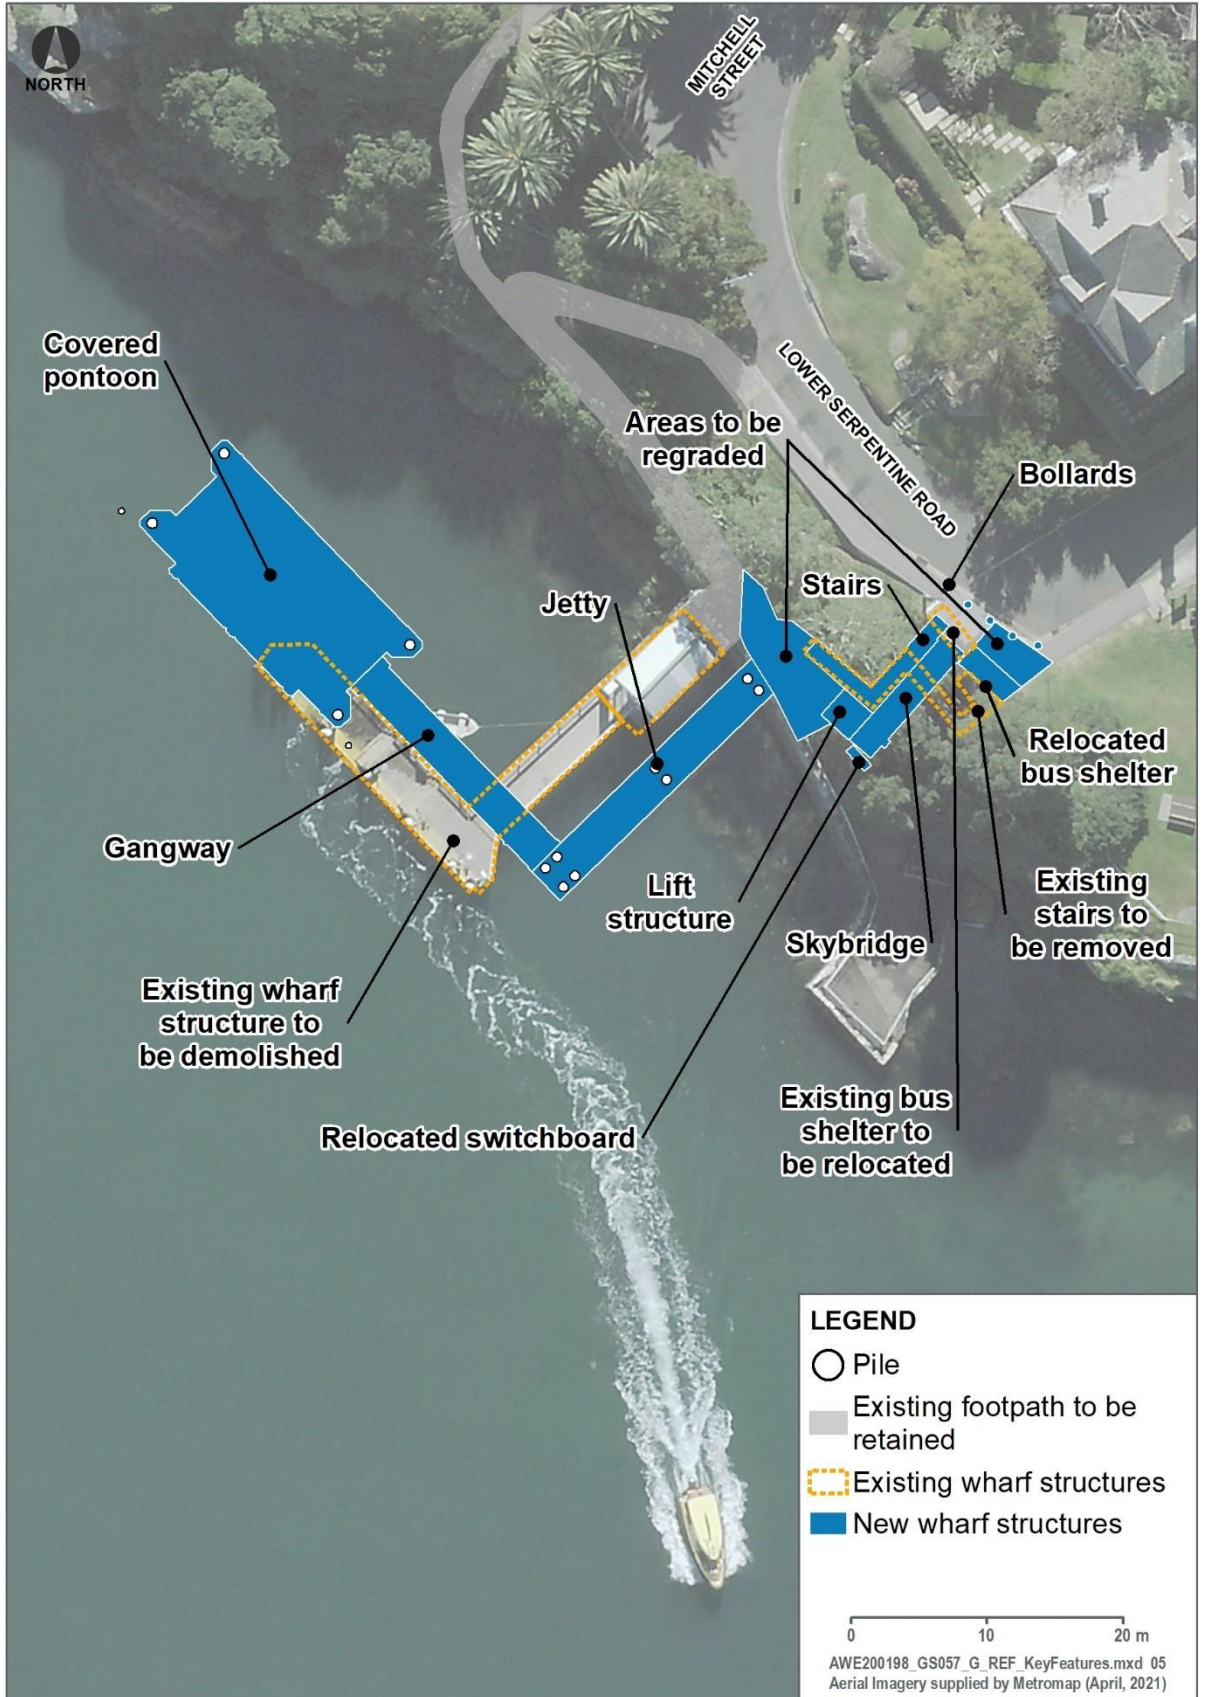 NORTH
MITCHELL
STREET
Covered
pontoon
LOWER SERPENTINE ROAD
Areas to be
regraded
Bollards
Stairs
Jetty
Relocated
bus shelter
Gangway
Lift
structure
Skybridge
Existing
stairs to
be removed
Existing wharf
structure to
be demolished
Relocated switchboard
Existing bus
shelter to
be relocated
LEGEND
Pile
Existing footpath to be
retained
Existing wharf structures
New wharf structures
0 10 20 m
AWE200198_GS057_G_REF_KeyFeatures.mxd 05
Aerial Imagery supplied by Metromap (April, 2021)